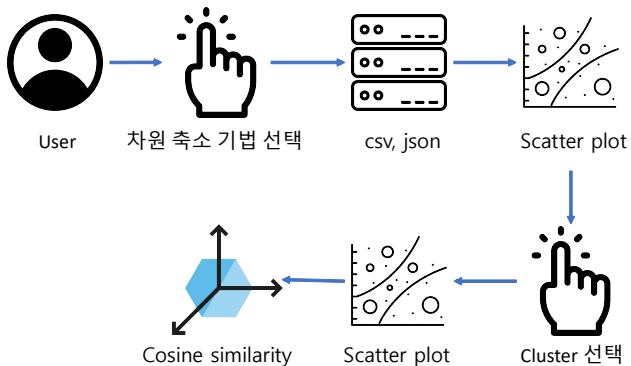 User
차원 축소 기법 선택
csv, json
Scatter plot
Cosine similarity
Scatter plot
Cluster 선택